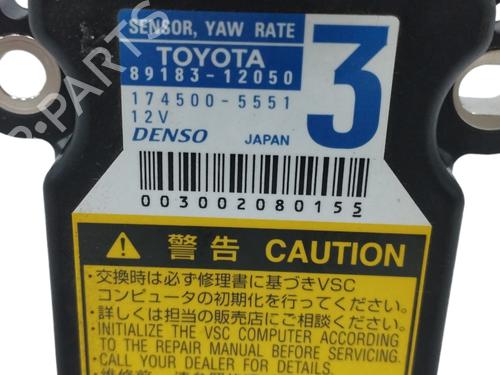 SENSOR, YAW RATE
TOYOTA
89183-12050
174500-5551
12V
DENSO JAPAN
3
003002080155
警告 CAUTION
・交換時は必ず修理書に基づきVSC
コンピュータの初期化を行ってください。
・詳しくは担当の販売店にご相談ください。
・INITIALIZE THE VSC COMPUTER ACCORDING
TO THE REPAIR MANUAL BEFORE USING.
・CALL YOUR DEALER FOR DETAILS.
PARTS